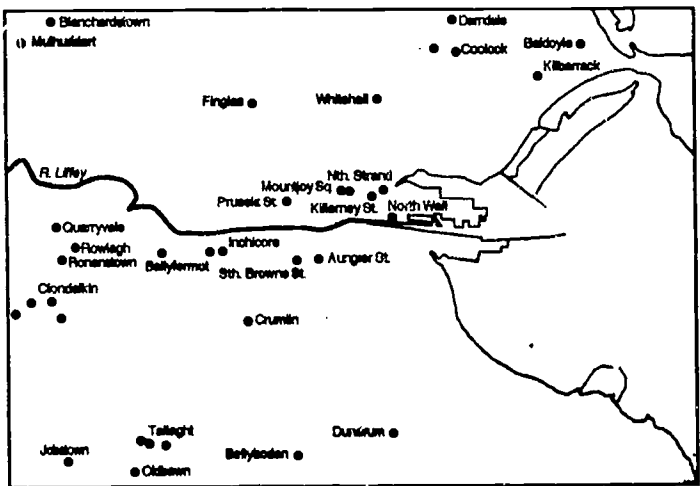 Blanchardstown
Mulhuddart
Darndale
Coolock
Baldoyle
Kilbarrack
Finglas
Whitehall
R. Liffey
Nth. Strand
Mountjoy Sq
Prussia St.
Killarney St.
North Wall
Quarryvale
Rowlagh
Ronanstown
Ballyfermot
Inchicore
Sth. Browne St.
Aungier St.
Clondalkin
Crumlin
Tallaght
Jobstown
Oldbawn
Ballyboden
Dundrum